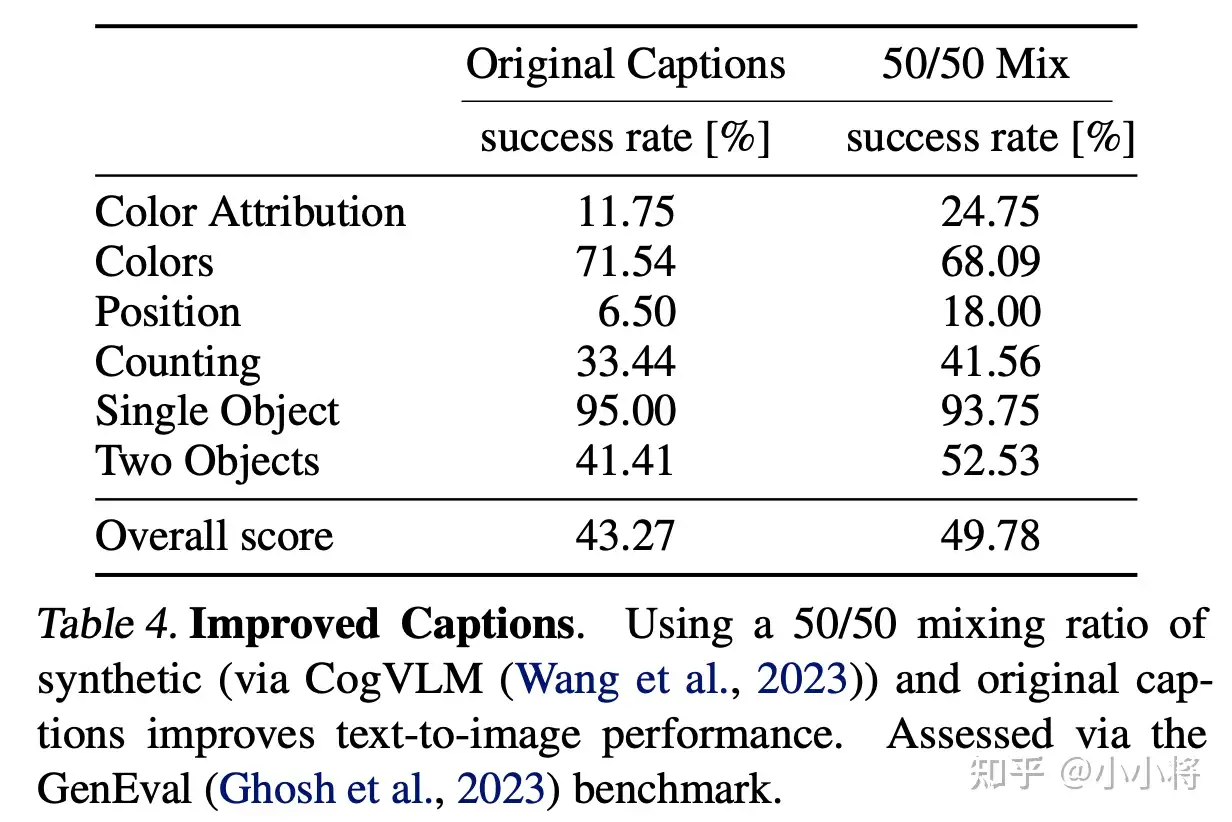 Original Captions 50/50 Mix
success rate [%] success rate [%]
Color Attribution 11.75 24.75
Colors 71.54 68.09
Position 6.50 18.00
Counting 33.44 41.56
Single Object 95.00 93.75
Two Objects 41.41 52.53
Overall score 43.27 49.78
Table 4. Improved Captions. Using a 50/50 mixing ratio of
synthetic (via CogVLM (Wang et al., 2023)) and original cap-
tions improves text-to-image performance. Assessed via the
GenEval (Ghosh et al., 2023) benchmark.
知乎 @小小将